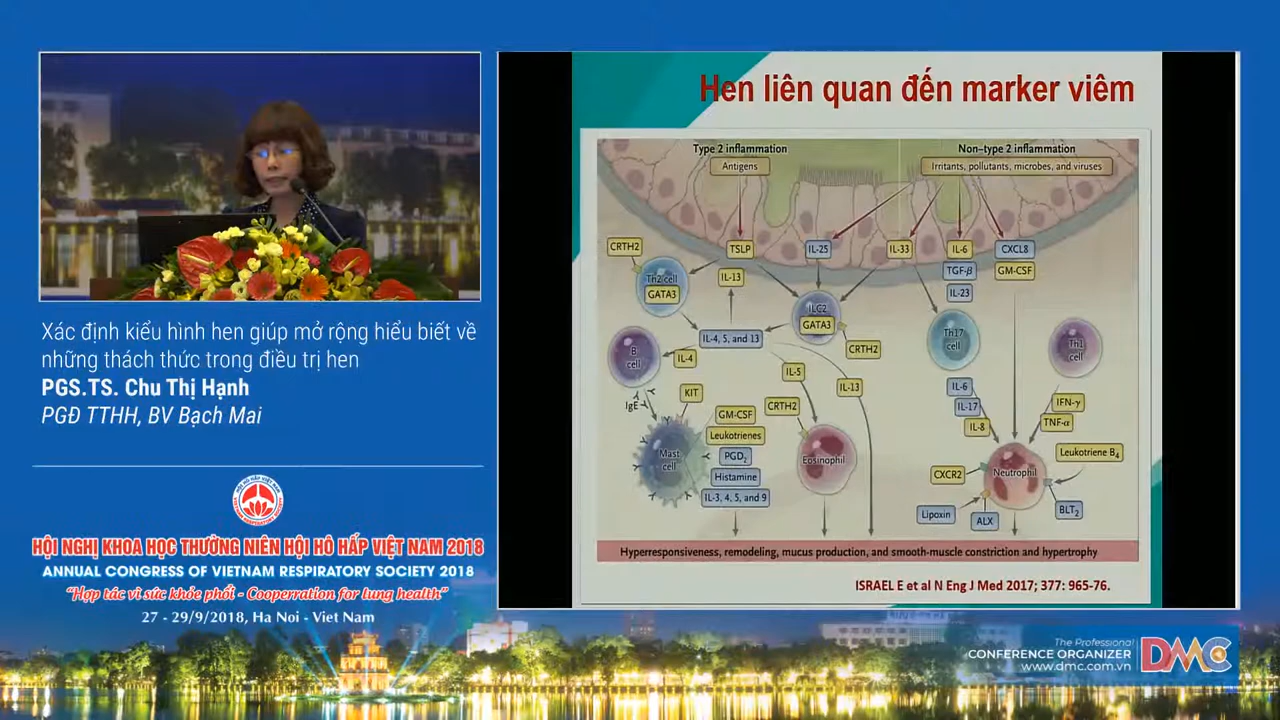 Hen liên quan đến marker viêm
Type 2 inflammation
Antigens
Non–type 2 inflammation
Irritants, pollutants, microbes, and viruses
CRTH2
TSLP
IL-25
IL-33
IL-6
CXCL8
Th2 cell
GATA3
IL-13
TGF-β
GM-CSF
IL-23
ILC2
GATA3
IL-4, 5, and 13
CRTH2
Th17 cell
Th1 cell
B cell
IL-4
IL-5
IL-13
IgE
KIT
GM-CSF
CRTH2
Leukotrienes
PGD2
Histamine
IL-3, 4, 5, and 9
Mast cell
Eosinophil
IL-6
IL-17
IL-8
IFN-γ
TNF-α
Leukotriene B4
CXCR2
Neutrophil
Lipoxin
ALX
BLT2
Hyperresponsiveness, remodeling, mucus production, and smooth-muscle constriction and hypertrophy
ISRAEL E et al N Eng J Med 2017; 377: 965-76.
Xác định kiểu hình hen giúp mở rộng hiểu biết về
những thách thức trong điều trị hen
PGS.TS. Chu Thị Hạnh
PGĐ TTHH, BV Bạch Mai
HỘI NGHỊ KHOA HỌC THƯỜNG NIÊN HỘI HÔ HẤP VIỆT NAM 2018
ANNUAL CONGRESS OF VIETNAM RESPIRATORY SOCIETY 2018
"Hợp tác vì sức khỏe phổi - Cooperration for lung health"
27 - 29/9/2018, Ha Noi - Viet Nam
The Professional
CONFERENCE ORGANIZER
www.dmc.com.vn
DMC